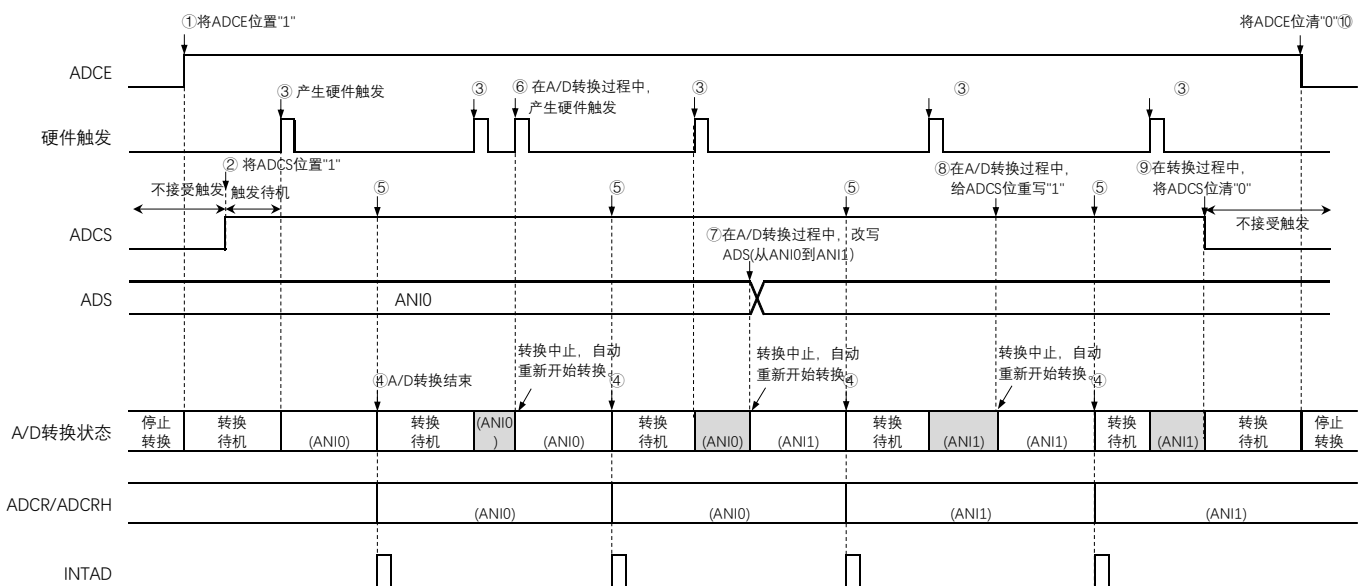 ①将ADCE位置"1"
将ADCE位清"0"⑩
ADCE
③ 产生硬件触发
③
⑥ 在A/D转换过程中，
产生硬件触发
③
③
③
硬件触发
② 将ADCS位置"1"
⑧在A/D转换过程中，
给ADCS位重写"1"
⑨在转换过程中，
将ADCS位清"0"
不接受触发
触发待机
⑤
⑤
⑤
⑤
不接受触发
ADCS
⑦在A/D转换过程中，改写
ADS(从ANI0到ANI1)
ADS
ANI0
转换中止，自动
重新开始转换。
转换中止，自动
重新开始转换。
转换中止，自动
重新开始转换。
④A/D转换结束
④
④
④
A/D转换状态
停止
转换
转换
待机
(ANI0)
转换
待机
(ANI0
)
(ANI0)
转换
待机
(ANI0)
(ANI1)
转换
待机
(ANI1)
(ANI1)
转换
待机
(ANI1)
转换
待机
停止
转换
ADCR/ADCRH
(ANI0)
(ANI0)
(ANI1)
(ANI1)
INTAD